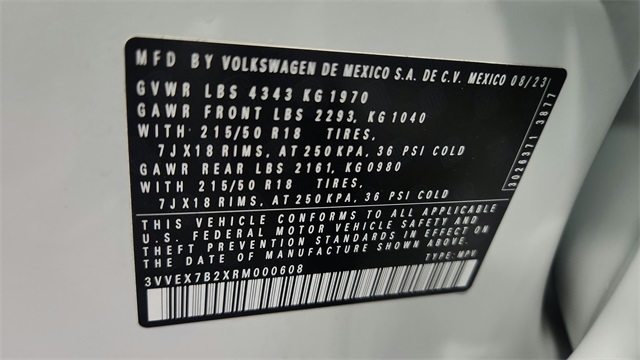 MFD BY VOLKSWAGEN DE MEXICO S.A. DE C.V. MEXICO 08/23
GVWR LBS 4343 KG 1970
GAWR FRONT LBS 2293, KG 1040
WITH 215/50 R18 TIRES,
7JX18 RIMS, AT 250 KPA, 36 PSI COLD
GAWR REAR LBS 2161, KG 0980
WITH 215/50 R18 TIRES,
7JX18 RIMS, AT 250 KPA, 36 PSI COLD
THIS VEHICLE CONFORMS TO ALL APPLICABLE
U.S. FEDERAL MOTOR VEHICLE SAFETY AND
THEFT PREVENTION STANDARDS IN EFFECT ON
THE DATE OF MANUFACTURE SHOWN ABOVE.
3VVEX7B2XRM000608 TYPE: MPV
3026371 3877